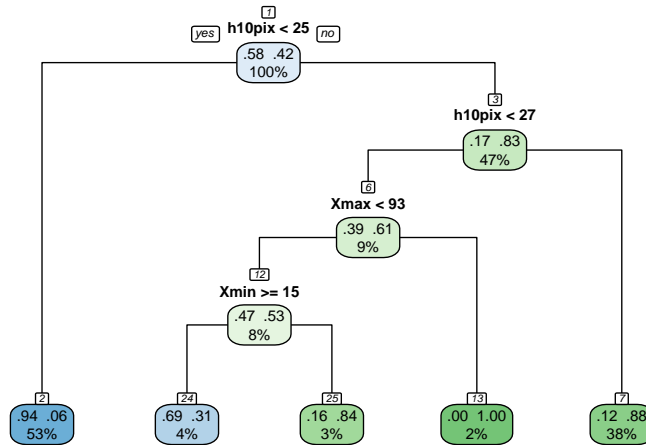 1
yes h10pix < 25 no
.58 .42
100%
3
h10pix < 27
.17 .83
47%
6
Xmax < 93
.39 .61
9%
12
Xmin >= 15
.47 .53
8%
2 24 25 13 7
.94 .06 .69 .31 .16 .84 .00 1.00 .12 .88
53% 4% 3% 2% 38%